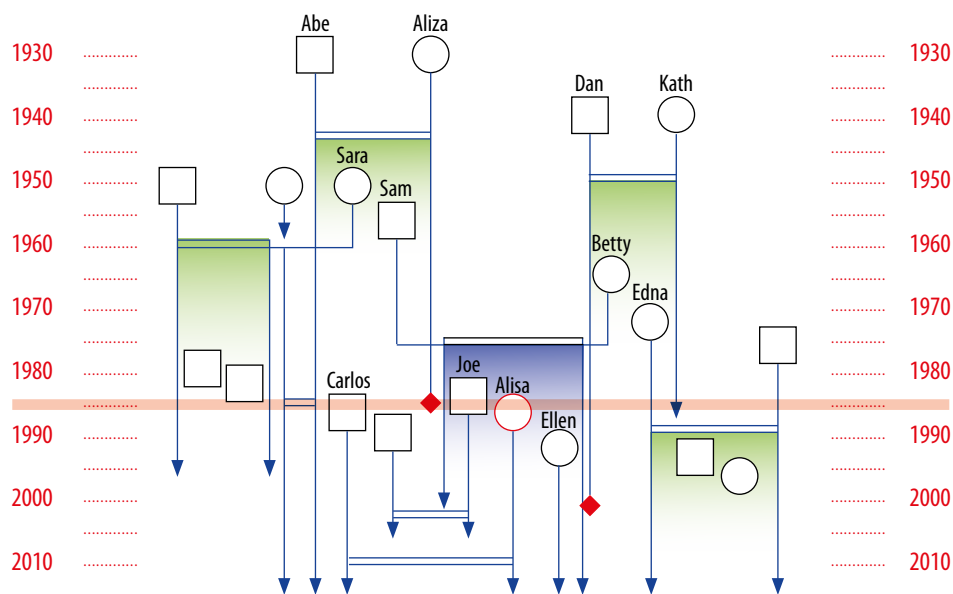 Abe Aliza
1930 1930
Dan Kath
1940 1940
Sara
1950 1950
Sam
1960 1960
Betty
Edna
1970 1970
Joe
1980 Carlos Alisa 1980
Ellen
1990 1990
2000 2000
2010 2010